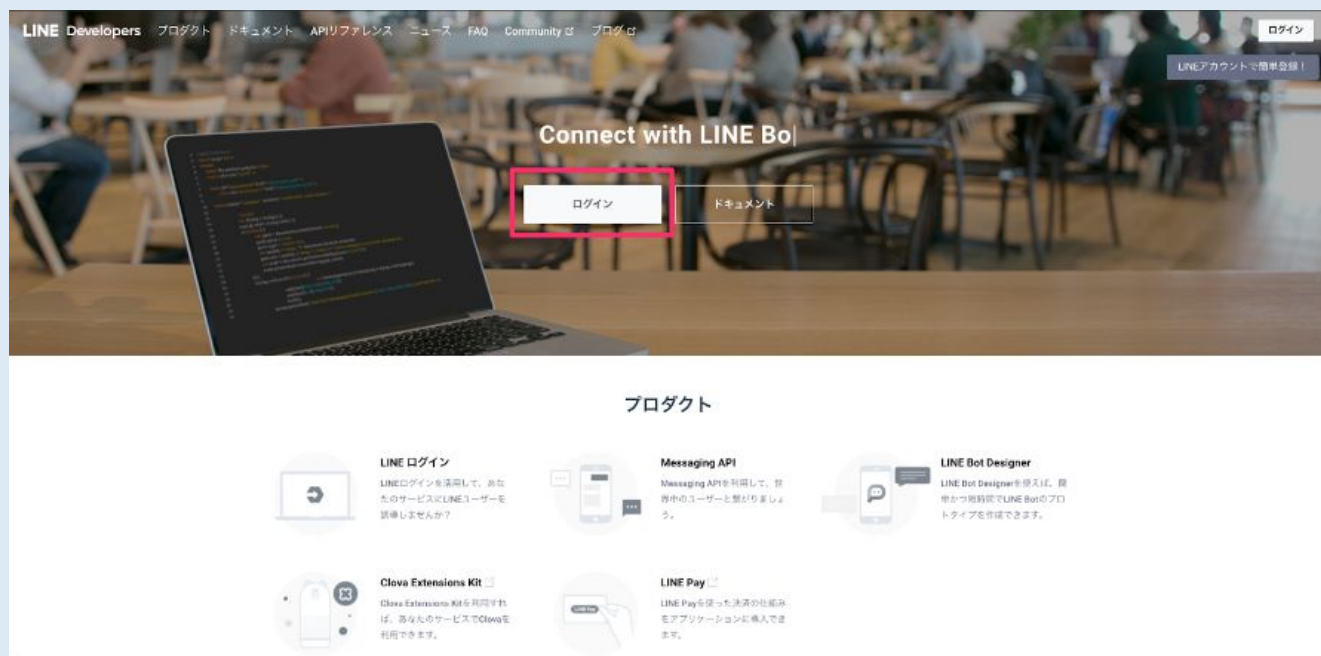 LINE Developers プロダクト ドキュメント APIリファレンス ニュース FAQ Community ブログ
ログイン
LINEアカウントで簡単登録！
Connect with LINE Bo
ログイン
ドキュメント
プロダクト
LINE ログイン
LINEログインを活用して、あな
たのサービスにLINEユーザーを
誘導しませんか？
Messaging API
Messaging APIを利用して、世
界中のユーザーと繋がりましょ
う。
LINE Bot Designer
LINE Bot Designerを使えば、簡
単かつ短時間でLINE Botのプロ
トタイプを作成できます。
Clova Extensions Kit
Clova Extensions Kitを利用すれ
ば、あなたのサービスでClovaを
利用できます。
LINE Pay
LINE Payを使った決済の仕組み
をアプリケーションに導入でき
ます。
LINE Pay